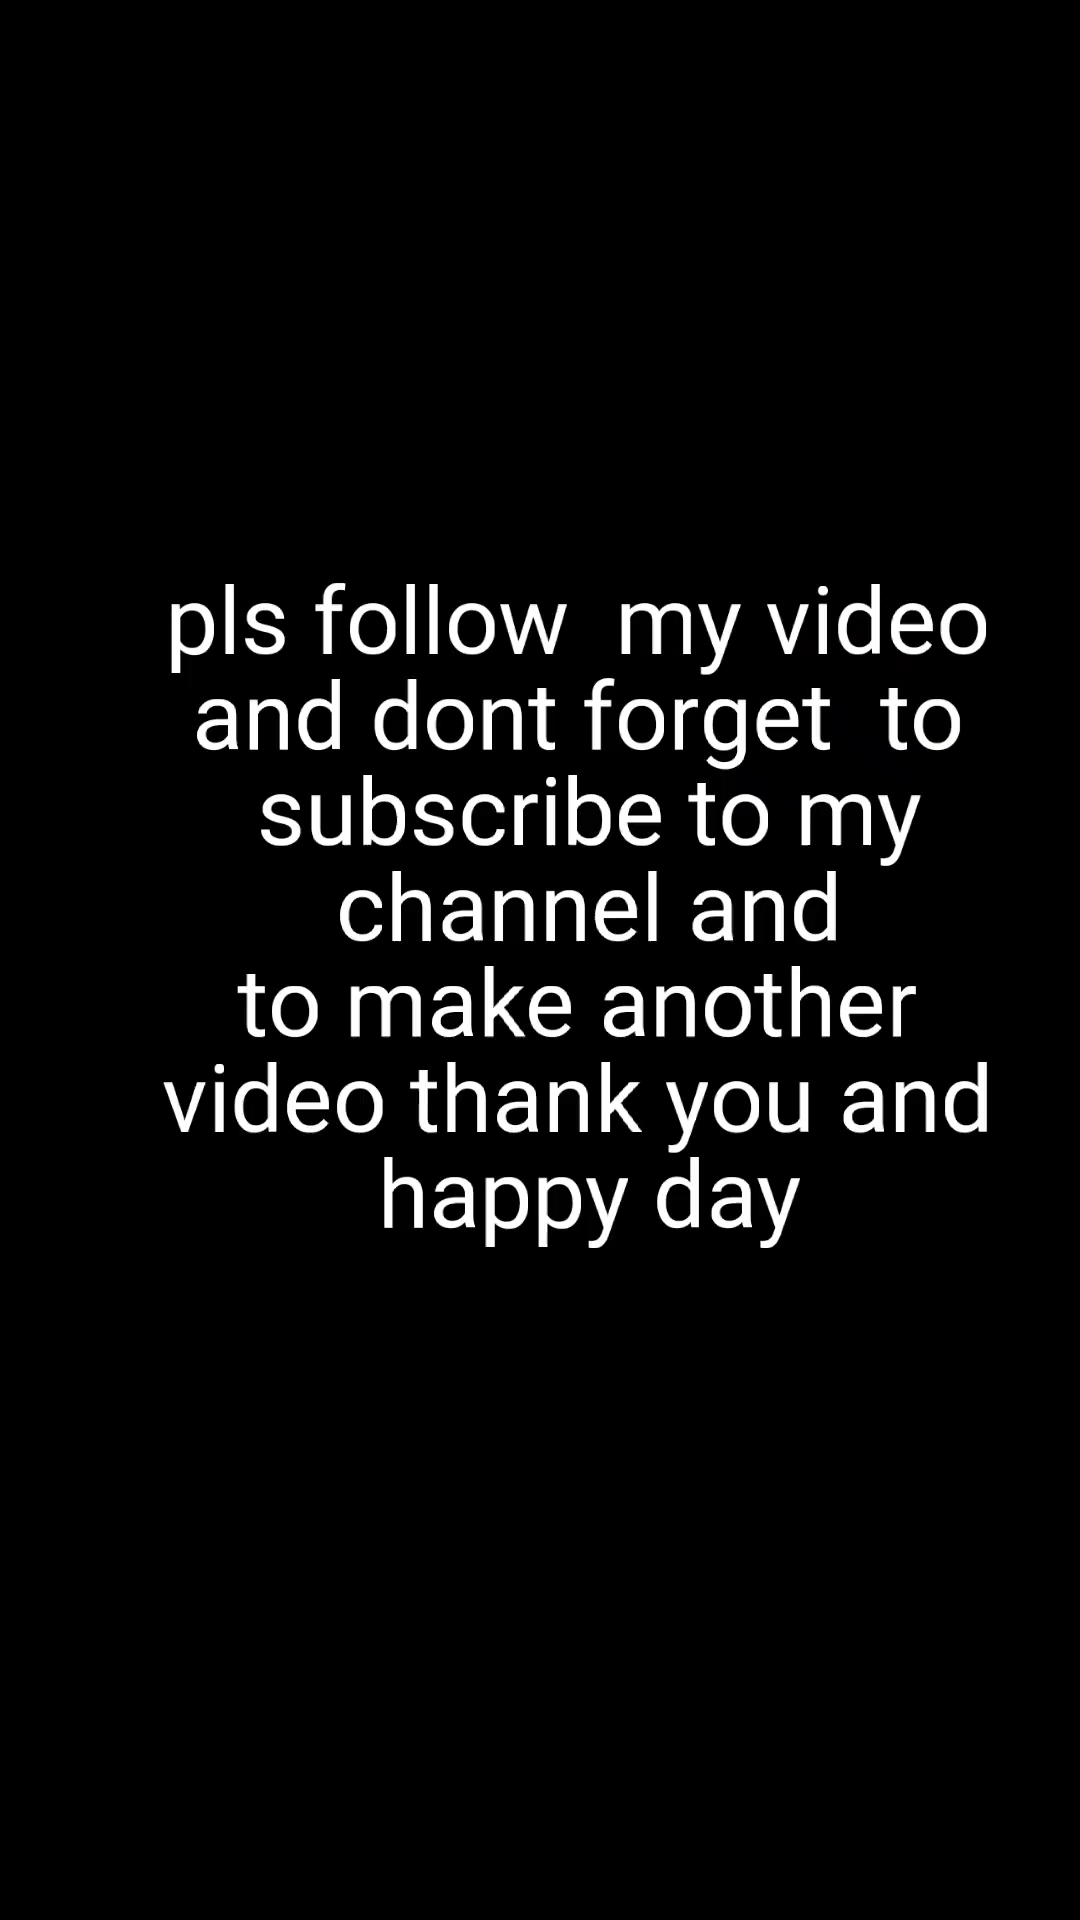 pls follow  my video
and dont forget  to
subscribe to my
channel and
to make another
video thank you and
happy day